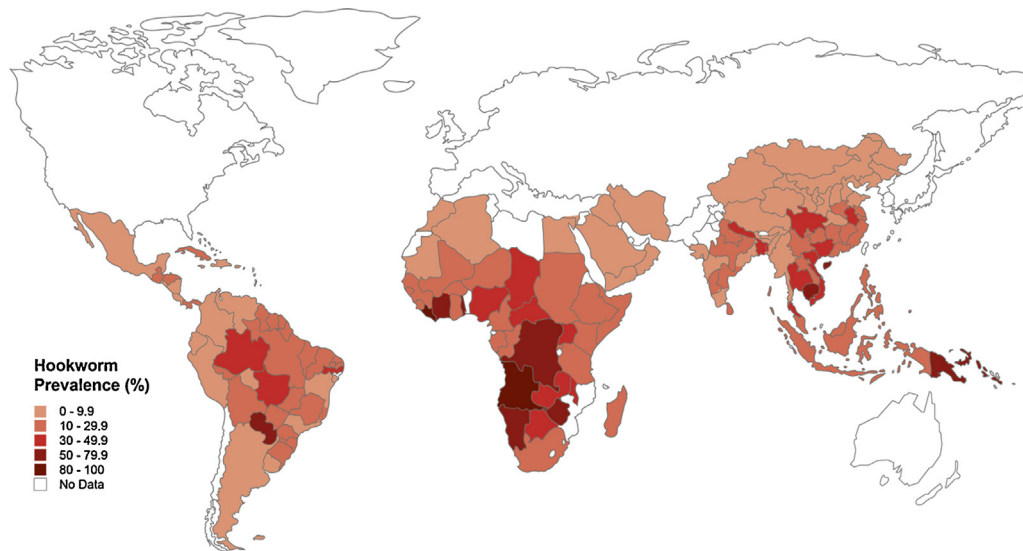 Hookworm
Prevalence (%)
0 - 9.9
10 - 29.9
30 - 49.9
50 - 79.9
80 - 100
No Data